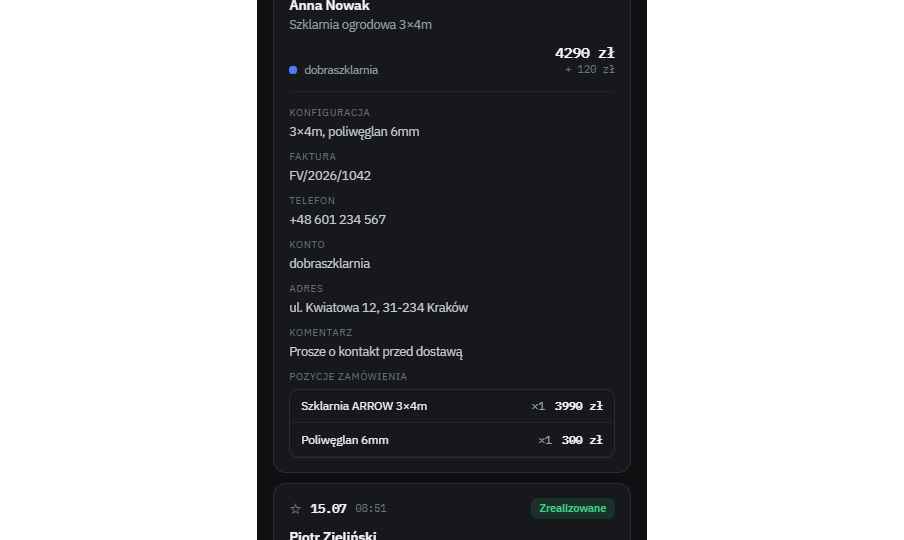 Anna Nowak
Szklarnia ogrodowa 3×4m
4290 zł
dobraszklarnia
+ 120 zł
KONFIGURACJA
3×4m, poliwęglan 6mm
FAKTURA
FV/2026/1042
TELEFON
+48 601 234 567
KONTO
dobraszklarnia
ADRES
ul. Kwiatowa 12, 31-234 Kraków
KOMENTARZ
Prosze o kontakt przed dostawą
POZYCJE ZAMÓWIENIA
Szklarnia ARROW 3×4m ×1 3990 zł
Poliwęglan 6mm ×1 300 zł
☆ 15.07 08:51 Zrealizowane
Piotr Zieliński